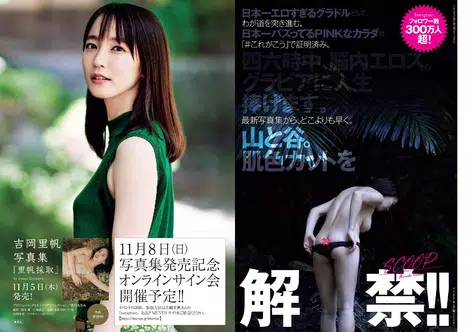 吉岡里帆
写真集
『里帆採取』
11月5日(木)
発売!
11月8日(日)
写真集発売記念
オンラインサイン会
開催予定!!
日本一エロすぎるグラドルとして、
わが道を突き進む。
日本一バズってるPINKなカラダ
「#これがこう」で証明済み。
Instagram
フォロワー数
300万人
超!
四六時中、脳内エロス。
グラビアに人生
捧げます。
最新写真集から、どこよりも早く。
山と谷。
肌色カットを
SCOOP
解禁!!